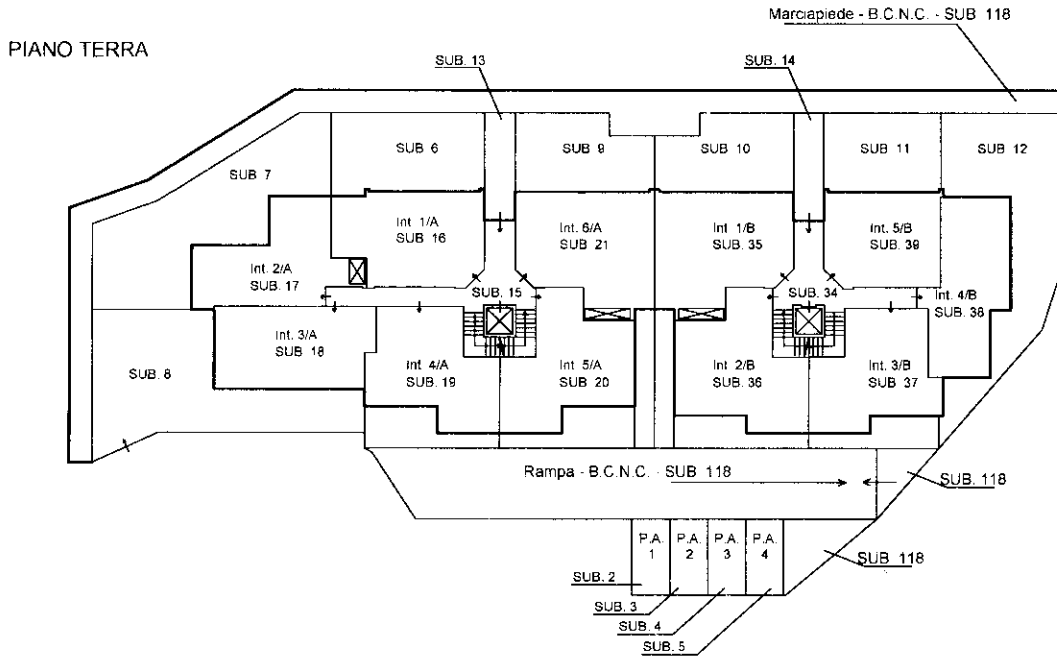 Marciapiede - B.C.N.C. - SUB 118
PIANO TERRA
SUB. 13
SUB. 14
SUB 6
SUB 9
SUB 10
SUB 11
SUB 12
SUB 7
Int. 1/A
SUB 16
Int. 6/A
SUB 21
Int. 1/B
SUB. 35
Int. 5/B
SUB. 39
Int. 2/A
SUB. 17
SUB. 15
SUB. 34
Int. 4/B
SUB. 38
Int. 3/A
SUB 18
SUB. 8
Int. 4/A
SUB. 19
Int. 5/A
SUB. 20
Int. 2/B
SUB. 36
Int. 3/B
SUB. 37
Rampa - B.C.N.C. - SUB 118
SUB. 118
P.A.
1
P.A.
2
P.A.
3
P.A.
4
SUB 118
SUB. 2
SUB. 3
SUB. 4
SUB. 5